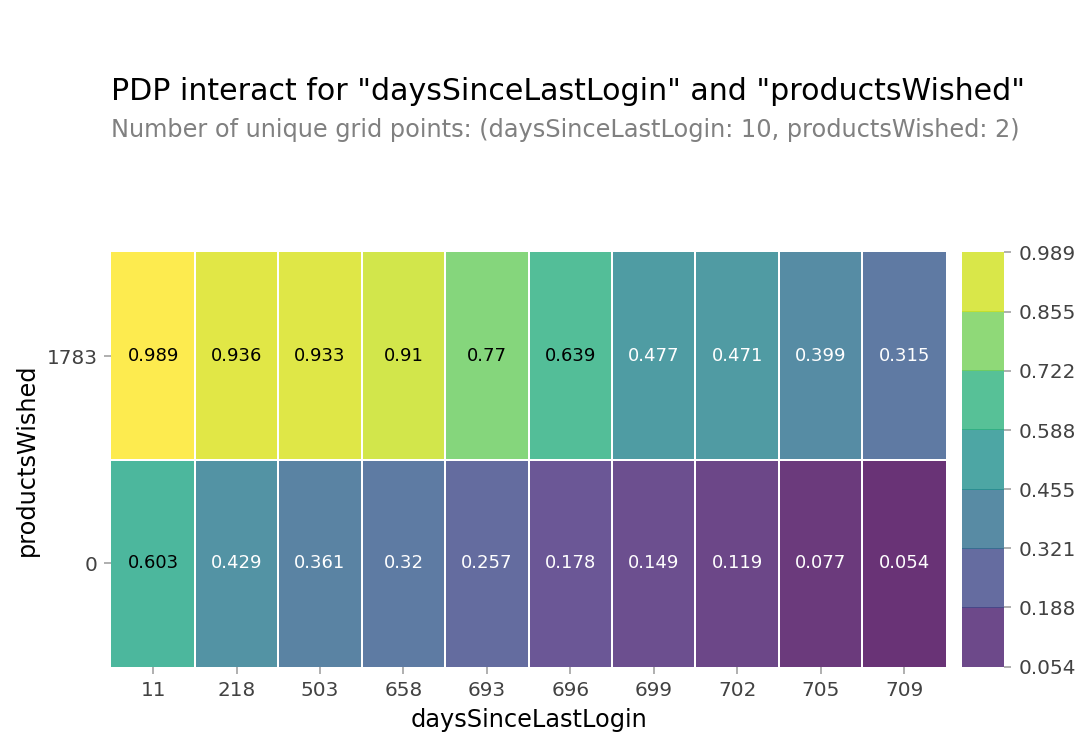 PDP interact for "daysSinceLastLogin" and "productsWished"
Number of unique grid points: (daysSinceLastLogin: 10, productsWished: 2)
productsWished
1783
0.989 0.936 0.933 0.91 0.77 0.639 0.477 0.471 0.399 0.315
0
0.603 0.429 0.361 0.32 0.257 0.178 0.149 0.119 0.077 0.054
11 218 503 658 693 696 699 702 705 709
daysSinceLastLogin
0.989
0.855
0.722
0.588
0.455
0.321
0.188
0.054